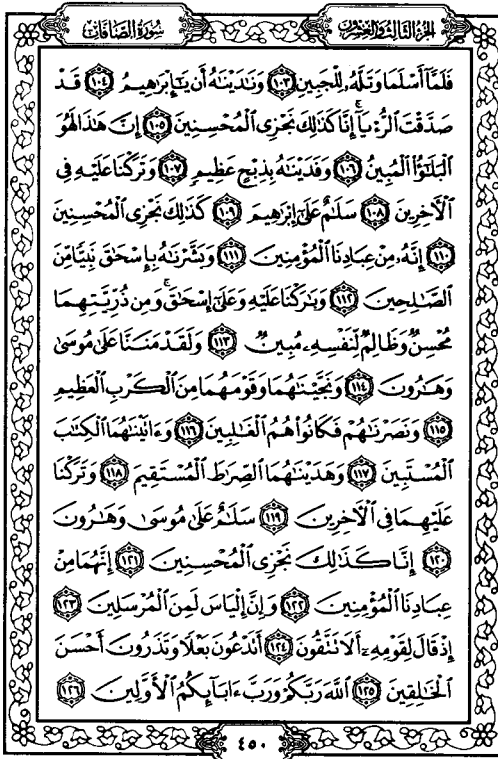 الجزء الثالث والعشرون سورة الصافات
فَلَمَّآ أَسْلَمَا وَتَلَّهُۥ لِلْجَبِينِ ١٠٣ وَنَٰدَيْنَٰهُ أَن يَٰٓإِبْرَٰهِيمُ ١٠٤ قَدْ
صَدَّقْتَ ٱلرُّءْيَآ ۚ إِنَّا كَذَٰلِكَ نَجْزِى ٱلْمُحْسِنِينَ ١٠٥ إِنَّ هَٰذَا لَهُوَ
ٱلْبَلَٰٓؤُا۟ ٱلْمُبِينُ ١٠٦ وَفَدَيْنَٰهُ بِذِبْحٍ عَظِيمٍ ١٠٧ وَتَرَكْنَا عَلَيْهِ فِى
ٱلْءَاخِرِينَ ١٠٨ سَلَٰمٌ عَلَىٰٓ إِبْرَٰهِيمَ ١٠٩ كَذَٰلِكَ نَجْزِى ٱلْمُحْسِنِينَ
١١٠ إِنَّهُۥ مِنْ عِبَادِنَا ٱلْمُؤْمِنِينَ ١١١ وَبَشَّرْنَٰهُ بِإِسْحَٰقَ نَبِيًّا مِّنَ
ٱلصَّٰلِحِينَ ١١٢ وَبَٰرَكْنَا عَلَيْهِ وَعَلَىٰٓ إِسْحَٰقَ ۚ وَمِن ذُرِّيَّتِهِمَا
مُحْسِنٌ وَظَالِمٌ لِّنَفْسِهِۦ مُبِينٌ ١١٣ وَلَقَدْ مَنَنَّا عَلَىٰ مُوسَىٰ
وَهَٰرُونَ ١١٤ وَنَجَّيْنَٰهُمَا وَقَوْمَهُمَا مِنَ ٱلْكَرْبِ ٱلْعَظِيمِ
١١٥ وَنَصَرْنَٰهُمْ فَكَانُوا۟ هُمُ ٱلْغَٰلِبِينَ ١١٦ وَءَاتَيْنَٰهُمَا ٱلْكِتَٰبَ
ٱلْمُسْتَبِينَ ١١٧ وَهَدَيْنَٰهُمَا ٱلصِّرَٰطَ ٱلْمُسْتَقِيمَ ١١٨ وَتَرَكْنَا
عَلَيْهِمَا فِى ٱلْءَاخِرِينَ ١١٩ سَلَٰمٌ عَلَىٰ مُوسَىٰ وَهَٰرُونَ
١٢٠ إِنَّا كَذَٰلِكَ نَجْزِى ٱلْمُحْسِنِينَ ١٢١ إِنَّهُمَا مِنْ
عِبَادِنَا ٱلْمُؤْمِنِينَ ١٢٢ وَإِنَّ إِلْيَاسَ لَمِنَ ٱلْمُرْسَلِينَ ١٢٣
إِذْ قَالَ لِقَوْمِهِۦٓ أَلَا تَتَّقُونَ ١٢٤ أَتَدْعُونَ بَعْلًا وَتَذَرُونَ أَحْسَنَ
ٱلْخَٰلِقِينَ ١٢٥ ٱللَّهَ رَبَّكُمْ وَرَبَّ ءَابَآئِكُمُ ٱلْأَوَّلِينَ ١٢٦
٤٥٠